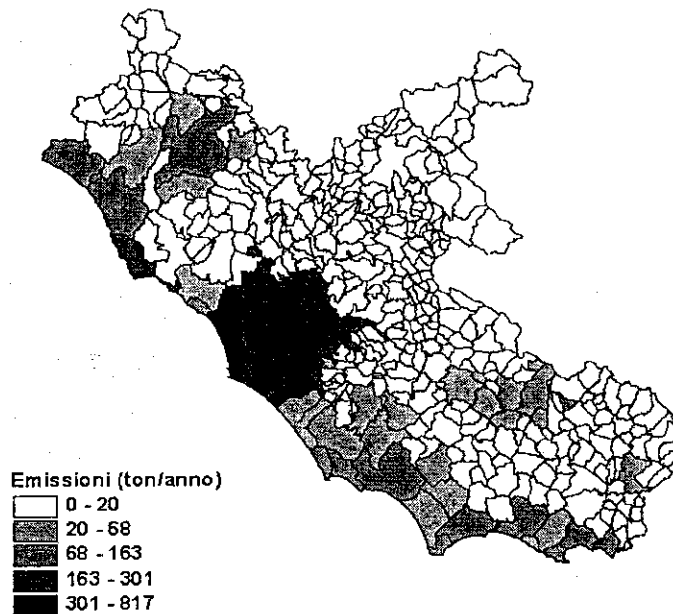 Emissioni (ton/anno)
0 - 20
20 - 68
68 - 163
163 - 301
301 - 817